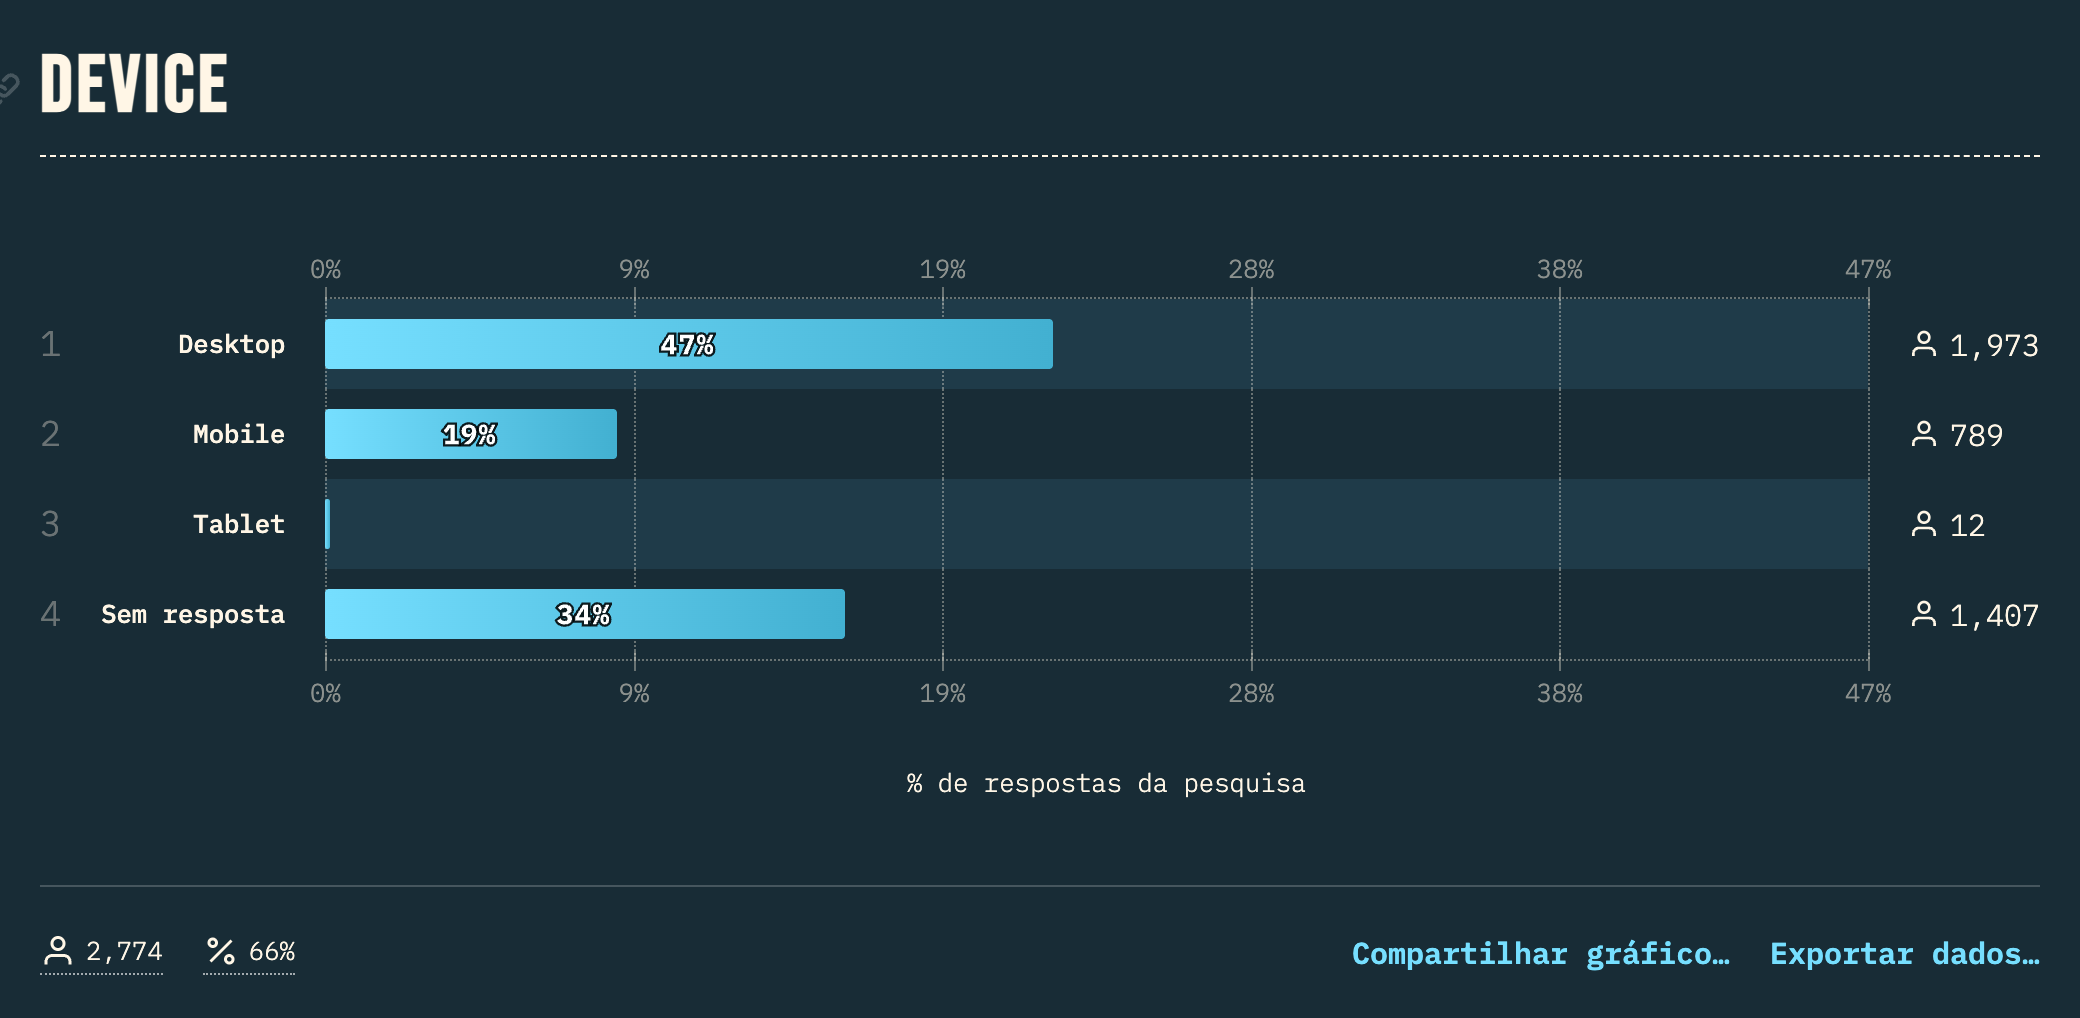 DEVICE
0% 9% 19% 28% 38% 47%
1 Desktop 47% 1,973
2 Mobile 19% 789
3 Tablet 12
4 Sem resposta 34% 1,407
0% 9% 19% 28% 38% 47%
% de respostas da pesquisa
2,774 % 66% Compartilhar gráfico… Exportar dados…